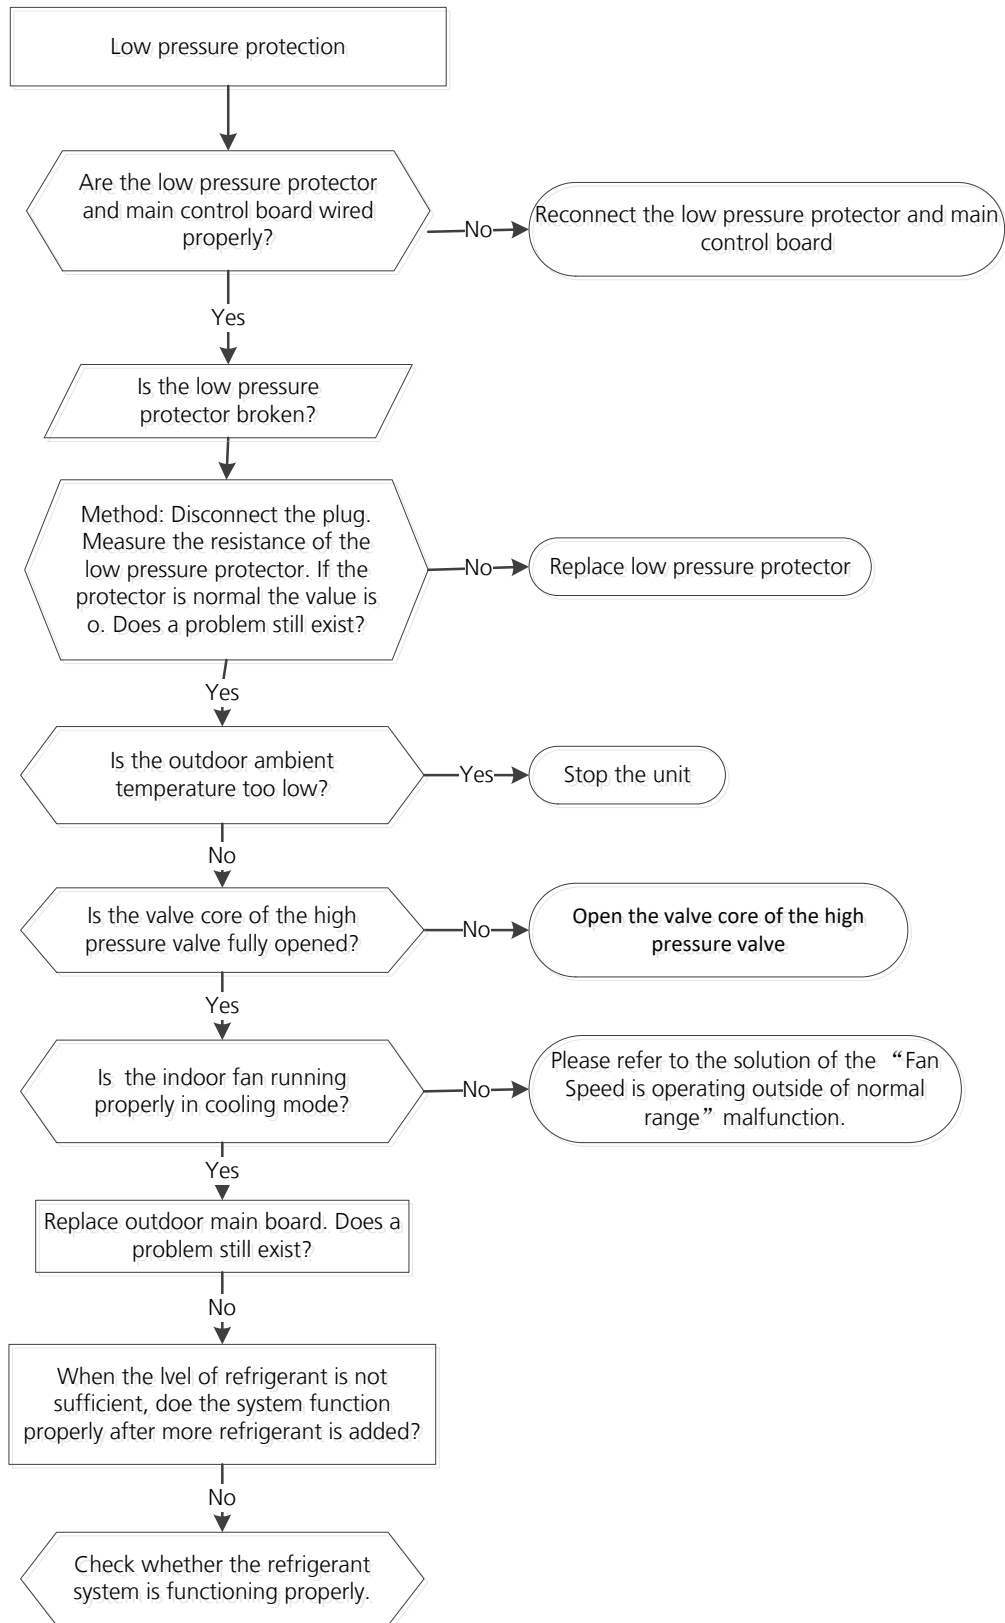 Low pressure protection
Are the low pressure protector
and main control board wired
properly?
No
Reconnect the low pressure protector and main
control board
Yes
Is the low pressure
protector broken?
Method: Disconnect the plug.
Measure the resistance of the
low pressure protector. If the
protector is normal the value is
o. Does a problem still exist?
No
Replace low pressure protector
Yes
Is the outdoor ambient
temperature too low?
Yes
Stop the unit
No
Is the valve core of the high
pressure valve fully opened?
No
Open the valve core of the high
pressure valve
Yes
Is the indoor fan running
properly in cooling mode?
No
Please refer to the solution of the “Fan
Speed is operating outside of normal
range” malfunction.
Yes
Replace outdoor main board. Does a
problem still exist?
No
When the lvel of refrigerant is not
sufficient, doe the system function
properly after more refrigerant is added?
No
Check whether the refrigerant
system is functioning properly.